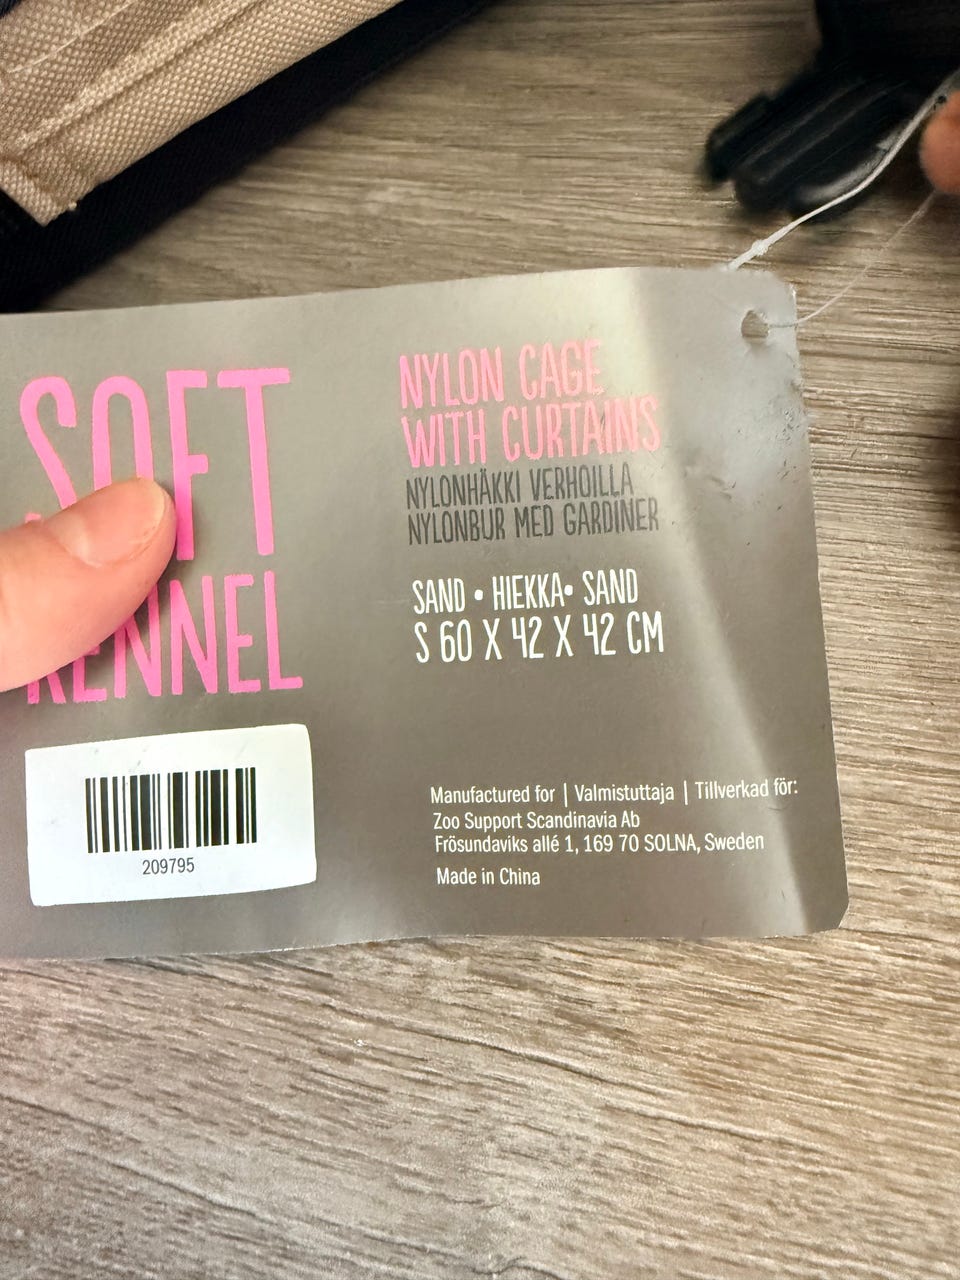 SOFT
KENNEL
NYLON CAGE
WITH CURTAINS
NYLONHÄKKI VERHOILLA
NYLONBUR MED GARDINER
SAND • HIEKKA• SAND
S 60 X 42 X 42 CM
209795
Manufactured for | Valmistuttaja | Tillverkad för:
Zoo Support Scandinavia Ab
Frösundaviks allé 1, 169 70 SOLNA, Sweden
Made in China